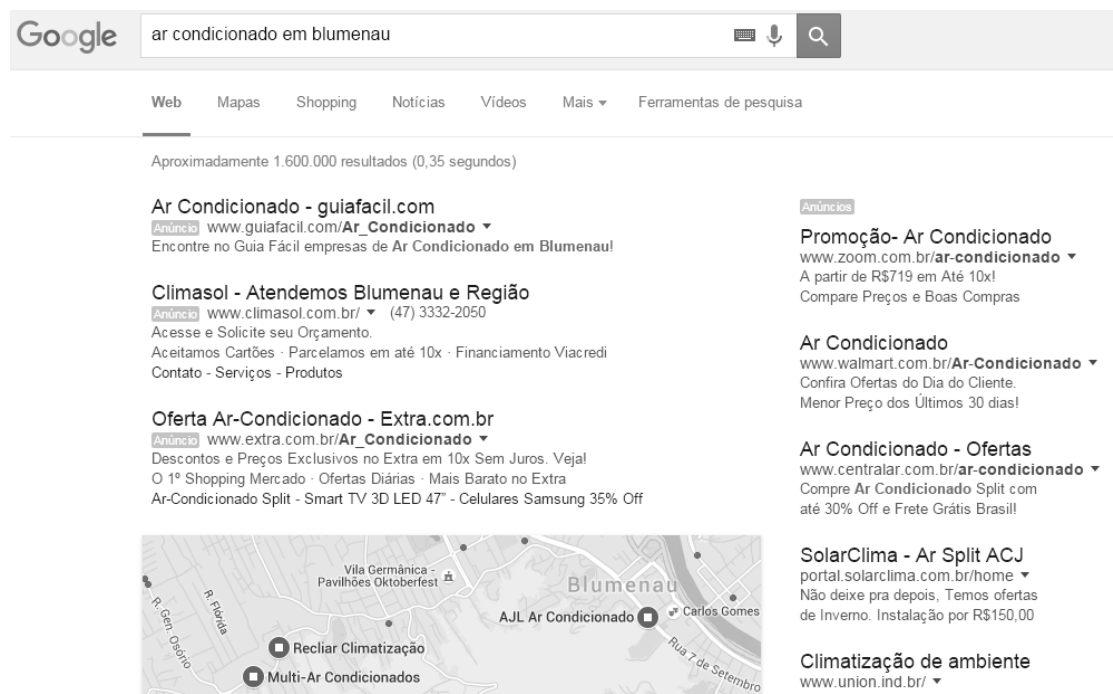 Google
ar condicionado em blumenau
Web Mapas Shopping Notícias Vídeos Mais Ferramentas de pesquisa
Aproximadamente 1.600.000 resultados (0,35 segundos)
Ar Condicionado - guiafacil.com
Anúncio www.guiafacil.com/Ar_Condicionado
Encontre no Guia Fácil empresas de Ar Condicionado em Blumenau!
Climasol - Atendemos Blumenau e Região
Anúncio www.climasol.com.br/ (47) 3332-2050
Acesse e Solicite seu Orçamento.
Aceitamos Cartões · Parcelamos em até 10x · Financiamento Viacredi
Contato - Serviços - Produtos
Oferta Ar-Condicionado - Extra.com.br
Anúncio www.extra.com.br/Ar_Condicionado
Descontos e Preços Exclusivos no Extra em 10x Sem Juros. Veja!
O 1º Shopping Mercado · Ofertas Diárias · Mais Barato no Extra
Ar-Condicionado Split - Smart TV 3D LED 47” - Celulares Samsung 35% Off
Vila Germânica -
Pavilhões Oktoberfest
Blumenau
AJL Ar Condicionado
Carlos Gomes
R. Flórida
R. Gen. Osório
Recliar Climatização
Multi-Ar Condicionados
Rua 7 de Setembro
Anúncios
Promoção- Ar Condicionado
www.zoom.com.br/ar-condicionado
A partir de R$719 em Até 10x!
Compare Preços e Boas Compras
Ar Condicionado
www.walmart.com.br/Ar-Condicionado
Confira Ofertas do Dia do Cliente.
Menor Preço dos Últimos 30 dias!
Ar Condicionado - Ofertas
www.centralar.com.br/ar-condicionado
Compre Ar Condicionado Split com
até 30% Off e Frete Grátis Brasil!
SolarClima - Ar Split ACJ
portal.solarclima.com.br/home
Não deixe pra depois, Temos ofertas
de Inverno. Instalação por R$150,00
Climatização de ambiente
www.union.ind.br/